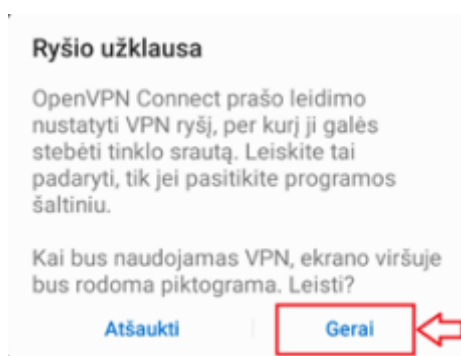 Ryšio užklausa
OpenVPN Connect prašo leidimo
nustatyti VPN ryšį, per kurį ji galės
stebėti tinklo srautą. Leiskite tai
padaryti, tik jei pasitikite programos
šaltiniu.
Kai bus naudojamas VPN, ekrano viršuje
bus rodoma piktograma. Leisti?
Atšaukti
Gerai